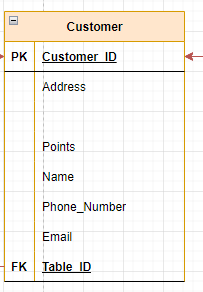 Customer
PK Customer_ID
Address
Points
Name
Phone_Number
Email
FK Table_ID